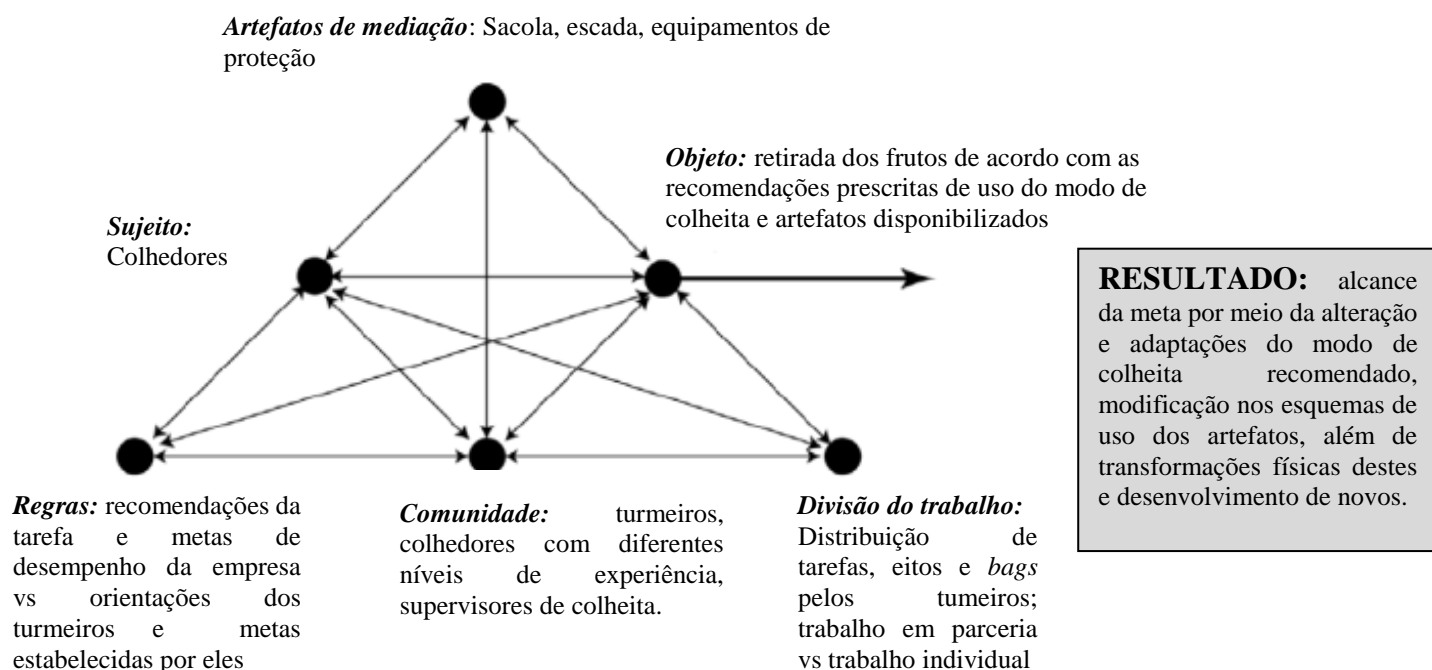 Artefatos de mediação: Sacola, escada, equipamentos de
proteção
Objeto: retirada dos frutos de acordo com as
recomendações prescritas de uso do modo de
colheita e artefatos disponibilizados
Sujeito:
Colhedores
RESULTADO: alcance
da meta por meio da alteração
e adaptações do modo de
colheita recomendado,
modificação nos esquemas de
uso dos artefatos, além de
transformações físicas destes
e desenvolvimento de novos.
Regras: recomendações da
tarefa e metas de
desempenho da empresa
vs orientações dos
turmeiros e metas
estabelecidas por eles
Comunidade: turmeiros,
colhedores com diferentes
níveis de experiência,
supervisores de colheita.
Divisão do trabalho:
Distribuição de
tarefas, eitos e bags
pelos tumeiros;
trabalho em parceria
vs trabalho individual